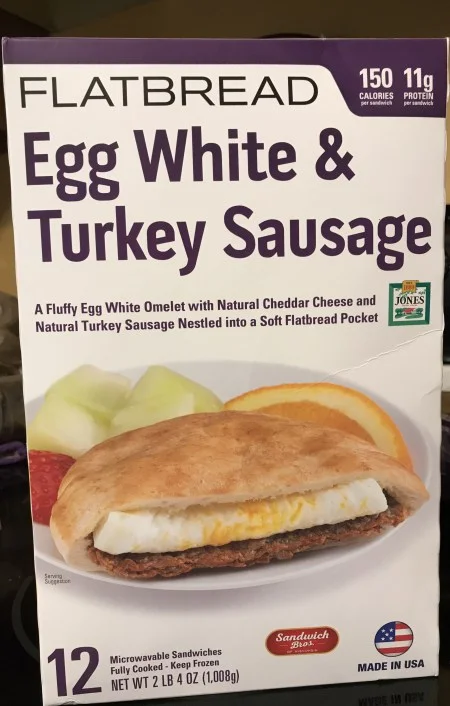 FLATBREAD
150 11g
CALORIES PROTEIN
per sandwich per sandwich
Egg White &
Turkey Sausage
A Fluffy Egg White Omelet with Natural Cheddar Cheese and
Natural Turkey Sausage Nestled into a Soft Flatbread Pocket
JONES
Serving
Suggestion
12
Microwavable Sandwiches
Fully Cooked - Keep Frozen
NET WT 2 LB 4 OZ (1,008g)
Sandwich
Bros.
MADE IN USA